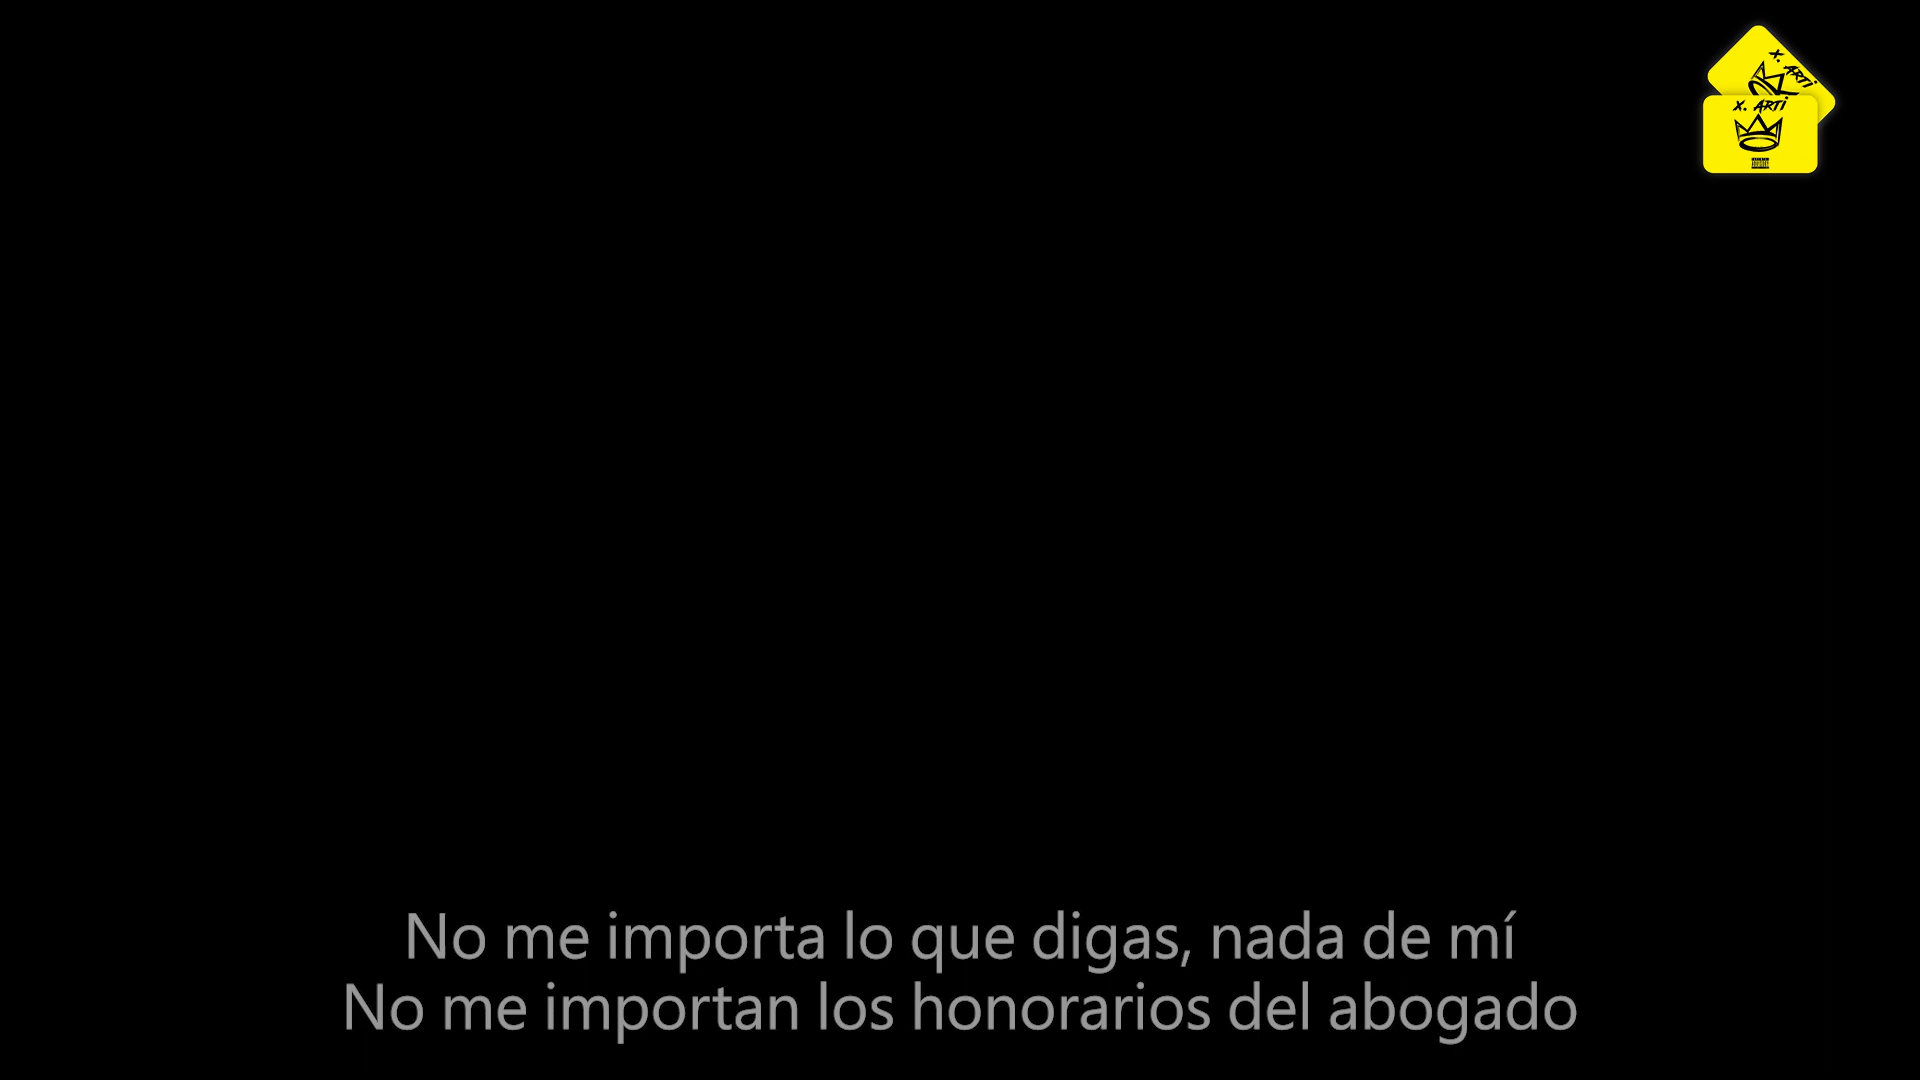 X. ARTi
X. ARTi
No me importa lo que digas, nada de mí
No me importan los honorarios del abogado